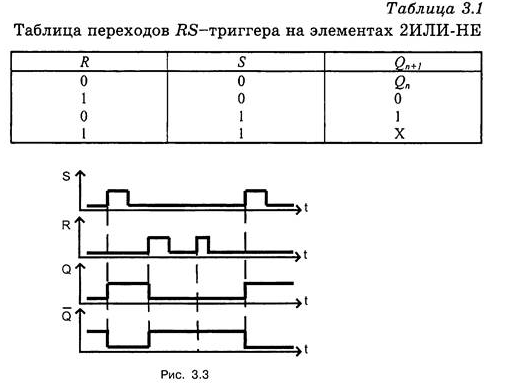 Таблица 3.1
Таблица переходов RS–триггера на элементах 2ИЛИ-НЕ
R S Qn+1
0 0 Qn
1 0 0
0 1 1
1 1 X
S
t
R
t
Q
t
Q̅
t
Рис. 3.3